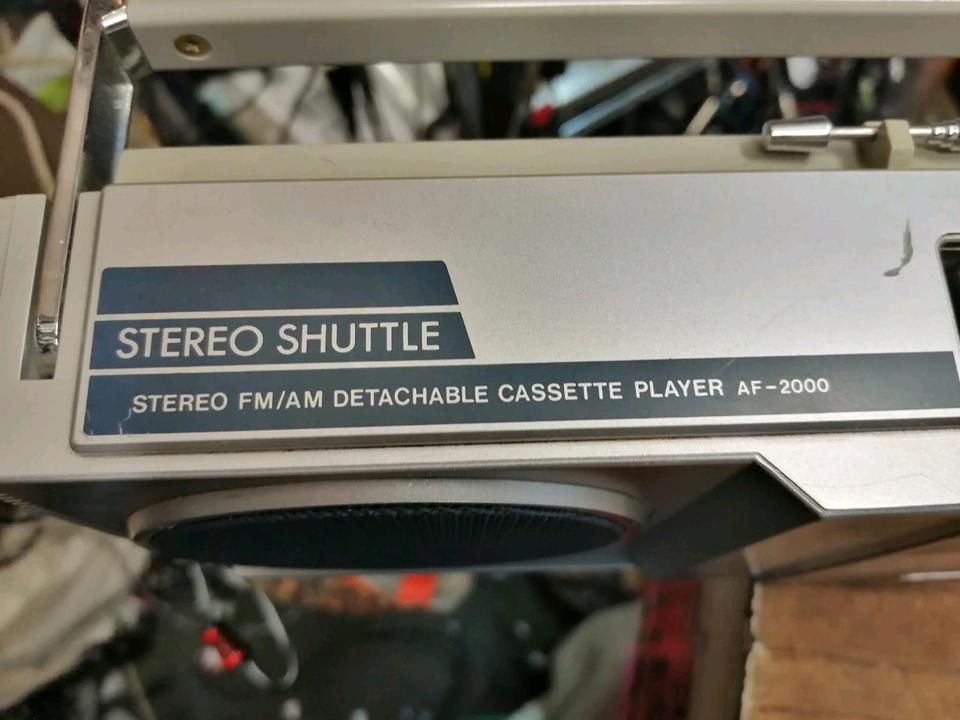 STEREO SHUTTLE
STEREO FM/AM DETACHABLE CASSETTE PLAYER AF-2000